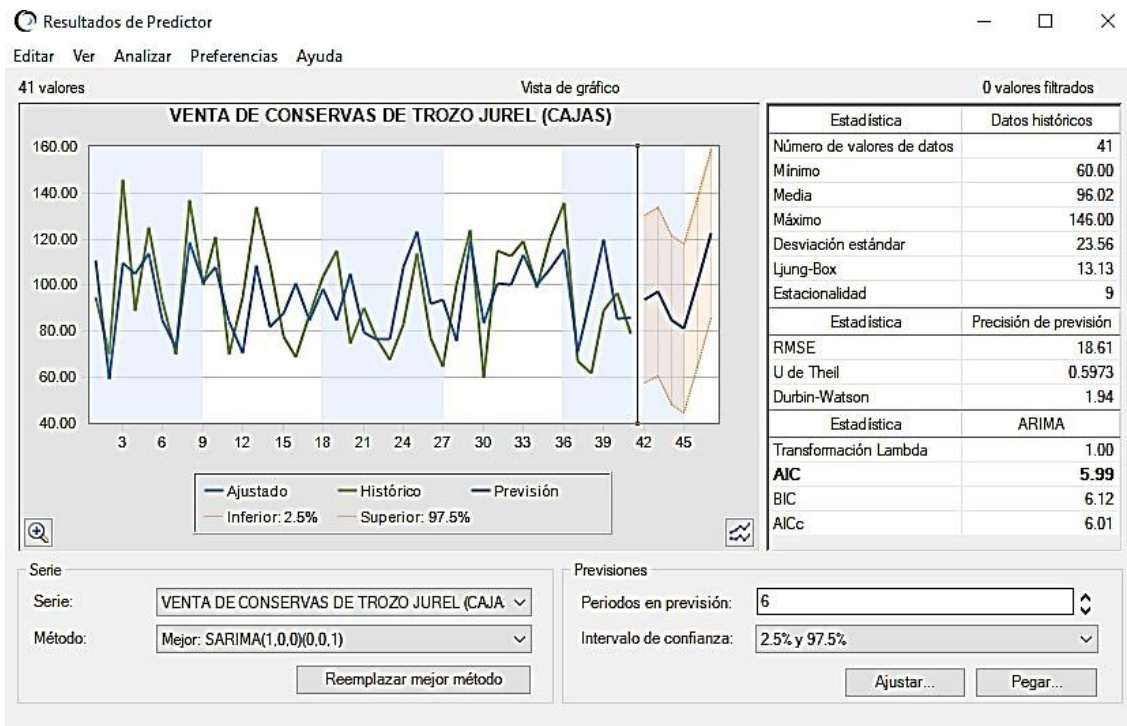 Resultados de Predictor
Editar Ver Analizar Preferencias Ayuda
41 valores Vista de gráfico 0 valores filtrados
VENTA DE CONSERVAS DE TROZO JUREL (CAJAS)
160.00
140.00
120.00
100.00
80.00
60.00
40.00
3 6 9 12 15 18 21 24 27 30 33 36 39 42 45
Ajustado Histórico Previsión
Inferior: 2.5% Superior: 97.5%
Estadística Datos históricos
Número de valores de datos 41
Mínimo 60.00
Media 96.02
Máximo 146.00
Desviación estándar 23.56
Ljung-Box 13.13
Estacionalidad 9
Estadística Precisión de previsión
RMSE 18.61
U de Theil 0.5973
Durbin-Watson 1.94
Estadística ARIMA
Transformación Lambda 1.00
AIC 5.99
BIC 6.12
AICc 6.01
Serie
Serie: VENTA DE CONSERVAS DE TROZO JUREL (CAJA
Método: Mejor: SARIMA(1,0,0)(0,0,1)
Reemplazar mejor método
Previsiones
Periodos en previsión: 6
Intervalo de confianza: 2.5% y 97.5%
Ajustar... Pegar...